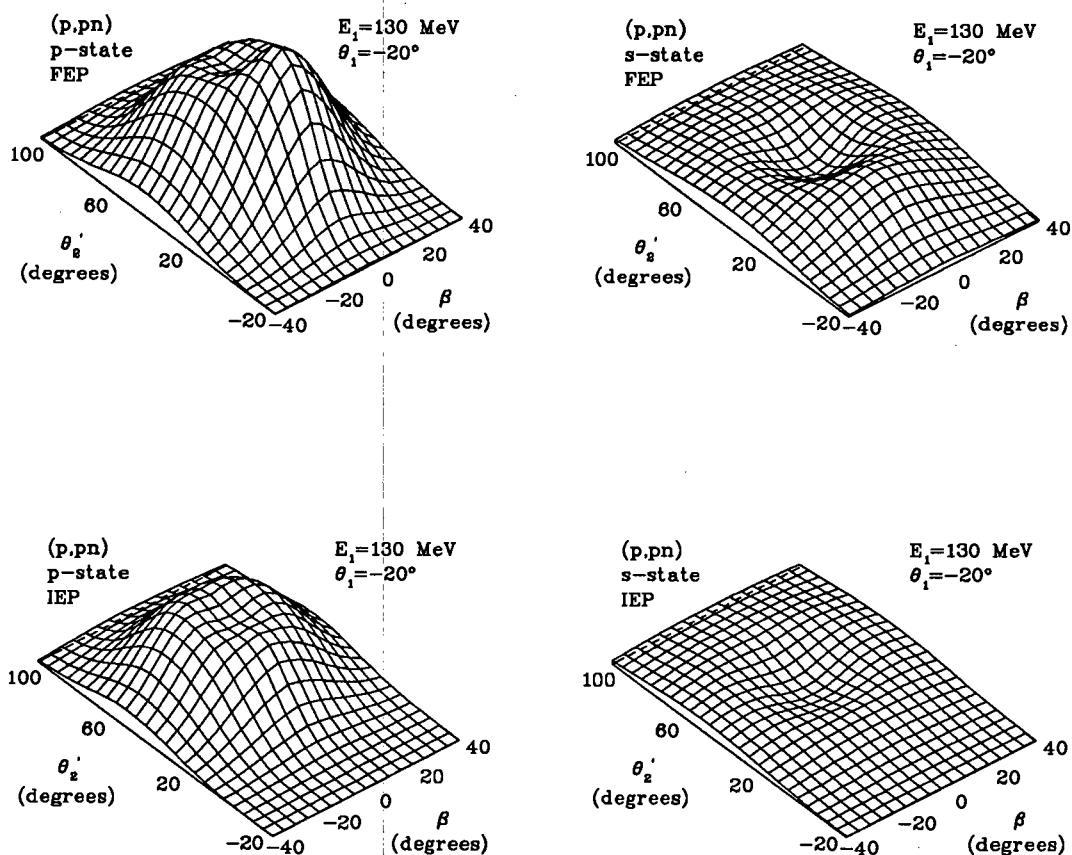 (p,pn)
p-state
FEP
E₁=130 MeV
θ₁=-20°
100
60
20
-20
θ₂'
(degrees)
-40
-20
0
20
40
β
(degrees)
(p,pn)
s-state
FEP
E₁=130 MeV
θ₁=-20°
100
60
20
-20
θ₂'
(degrees)
-40
-20
0
20
40
β
(degrees)
(p,pn)
p-state
IEP
E₁=130 MeV
θ₁=-20°
100
60
20
-20
θ₂'
(degrees)
-40
-20
0
20
40
β
(degrees)
(p,pn)
s-state
IEP
E₁=130 MeV
θ₁=-20°
100
60
20
-20
θ₂'
(degrees)
-40
-20
0
20
40
β
(degrees)